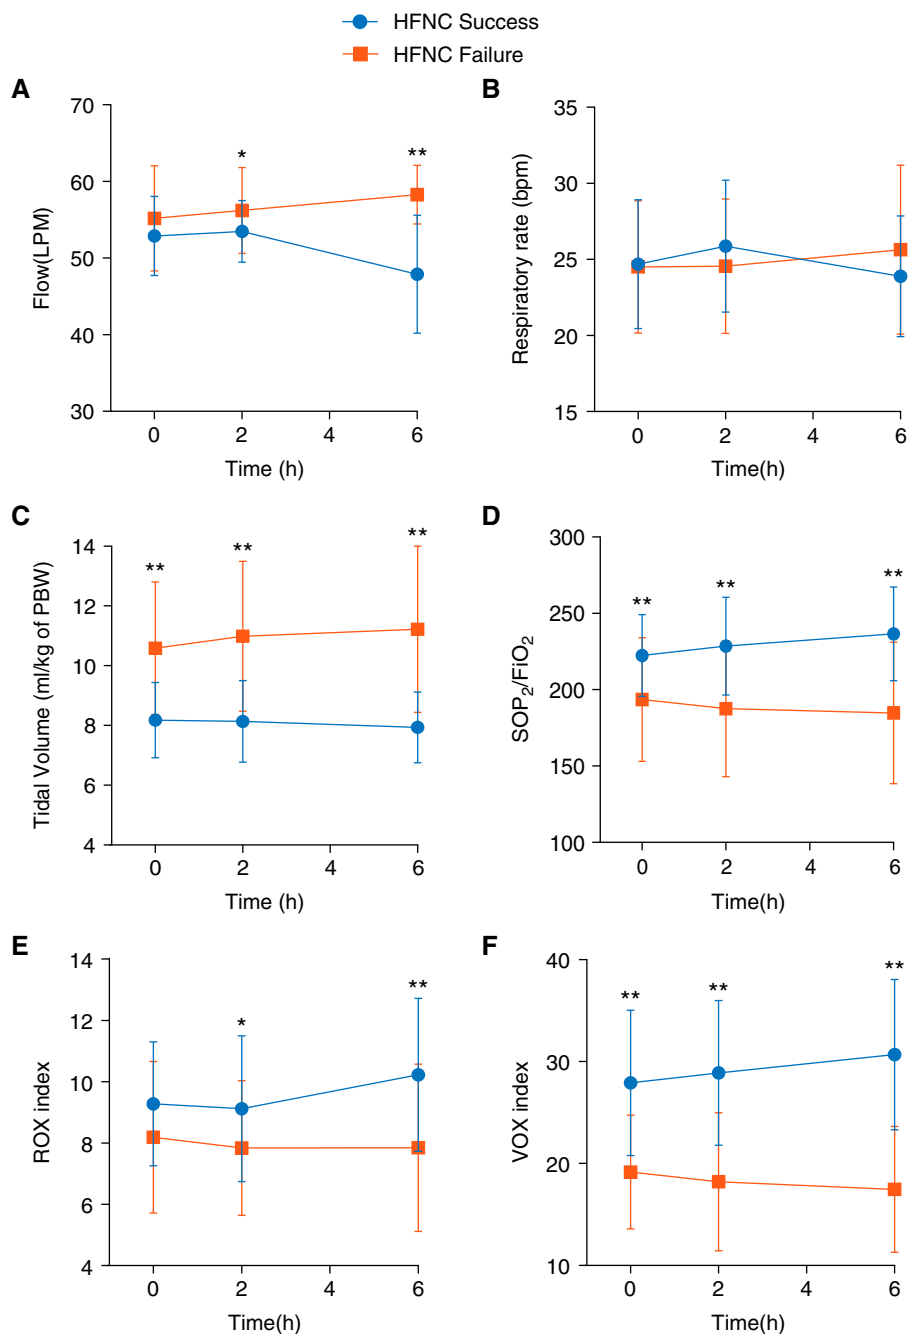 HFNC Success
HFNC Failure
A
70
60
50
40
30
Flow(LPM)
* **
0 2 4 6
Time (h)
B
35
30
25
20
15
Respiratory rate (bpm)
0 2 4 6
Time(h)
C
14
12
10
8
6
4
Tidal Volume (ml/kg of PBW)
** ** **
0 2 4 6
Time (h)
D
300
250
200
150
100
SOP₂/FiO₂
** ** **
0 2 4 6
Time(h)
E
14
12
10
8
6
4
ROX index
* **
0 2 4 6
Time(h)
F
40
30
20
10
VOX index
** ** **
0 2 4 6
Time(h)